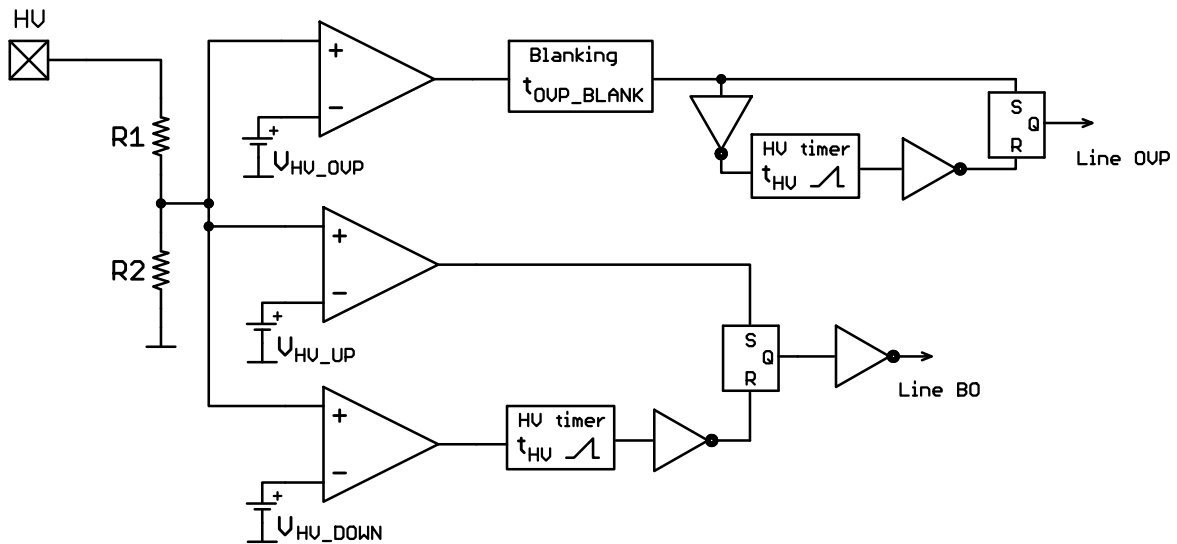 HV
R1
R2
+
−
+
VHV_OVP
Blanking
tOVP_BLANK
HV timer
tHV
S
Q
R
Line OVP
+
−
+
VHV_UP
S
Q
R
Line BO
+
−
+
VHV_DOWN
HV timer
tHV